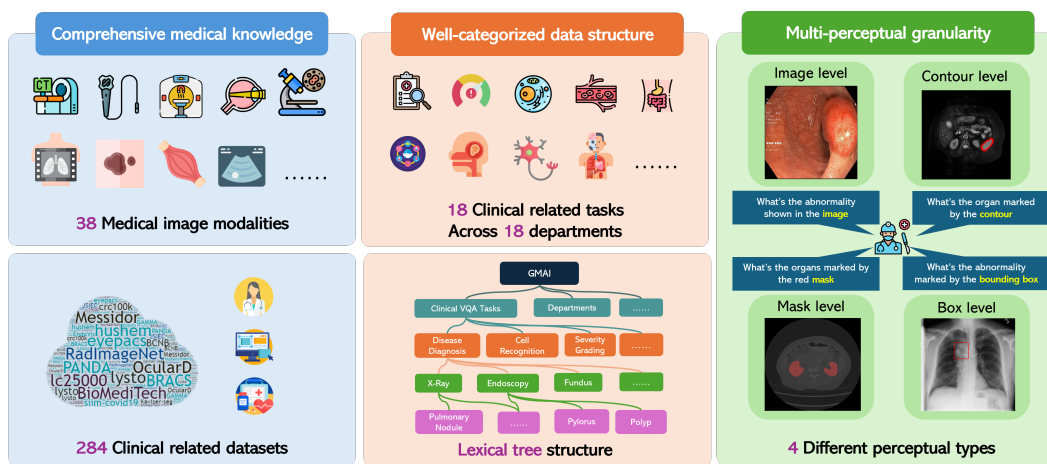 Comprehensive medical knowledge
CT
38 Medical image modalities
Messidor
hushem
eyepacs
BCNB
RadImageNet
PANDA
OcularD
lc25000
lysto
BRACS
BioMediTech
siim-covid19
crc100k
284 Clinical related datasets
Well-categorized data structure
......
18 Clinical related tasks
Across 18 departments
GMAI
Clinical VQA Tasks
Departments
......
Disease
Diagnosis
Cell
Recognition
Severity
Grading
......
X-Ray
Endoscopy
Fundus
......
Pulmonary
Nodule
......
Pylorus
Polyp
Lexical tree structure
Multi-perceptual granularity
Image level
Contour level
What's the abnormality
shown in the image
What's the organ marked
by the contour
What's the organs marked by
the red mask
What's the abnormality
marked by the bounding box
Mask level
Box level
4 Different perceptual types